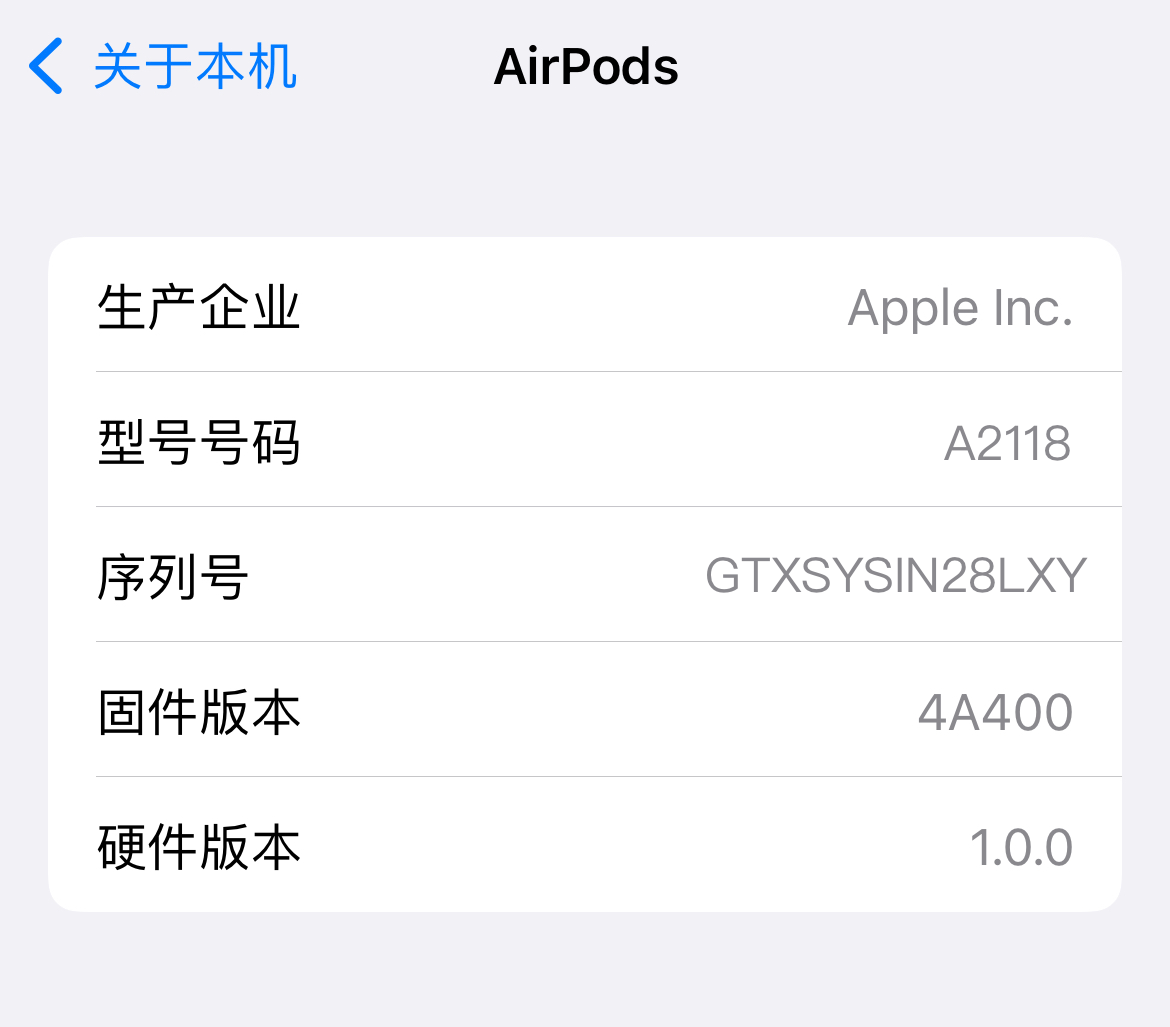 关于本机
AirPods
生产企业 Apple Inc.
型号号码 A2118
序列号 GTXSYSIN28LXY
固件版本 4A400
硬件版本 1.0.0